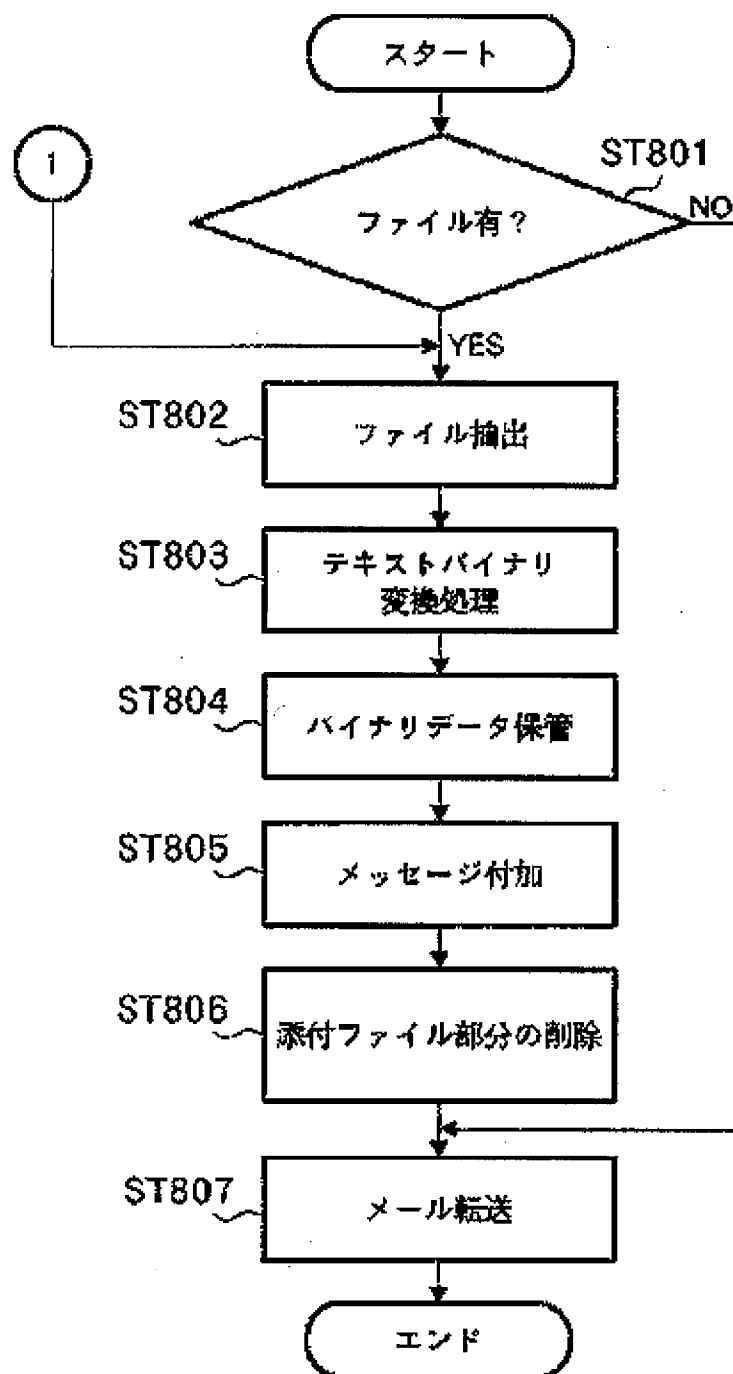 スタート
1
ST801
ファイル有?
NO
YES
ST802
ファイル抽出
ST803
テキストバイナリ
変換処理
ST804
バイナリデータ保管
ST805
メッセージ付加
ST806
添付ファイル部分の削除
ST807
メール転送
エンド